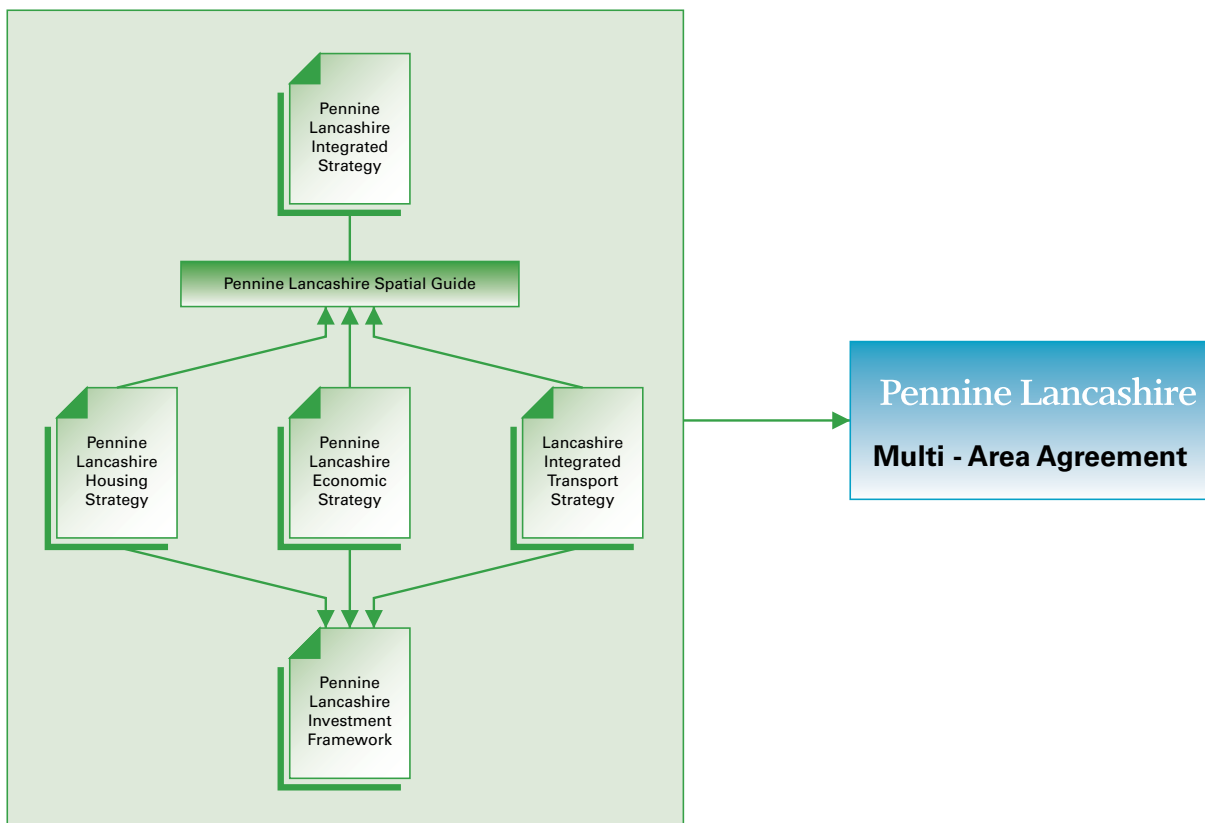 Pennine
Lancashire
Integrated
Strategy
Pennine Lancashire Spatial Guide
Pennine
Lancashire
Housing
Strategy
Pennine
Lancashire
Economic
Strategy
Lancashire
Integrated
Transport
Strategy
Pennine
Lancashire
Investment
Framework
Pennine Lancashire
Multi - Area Agreement